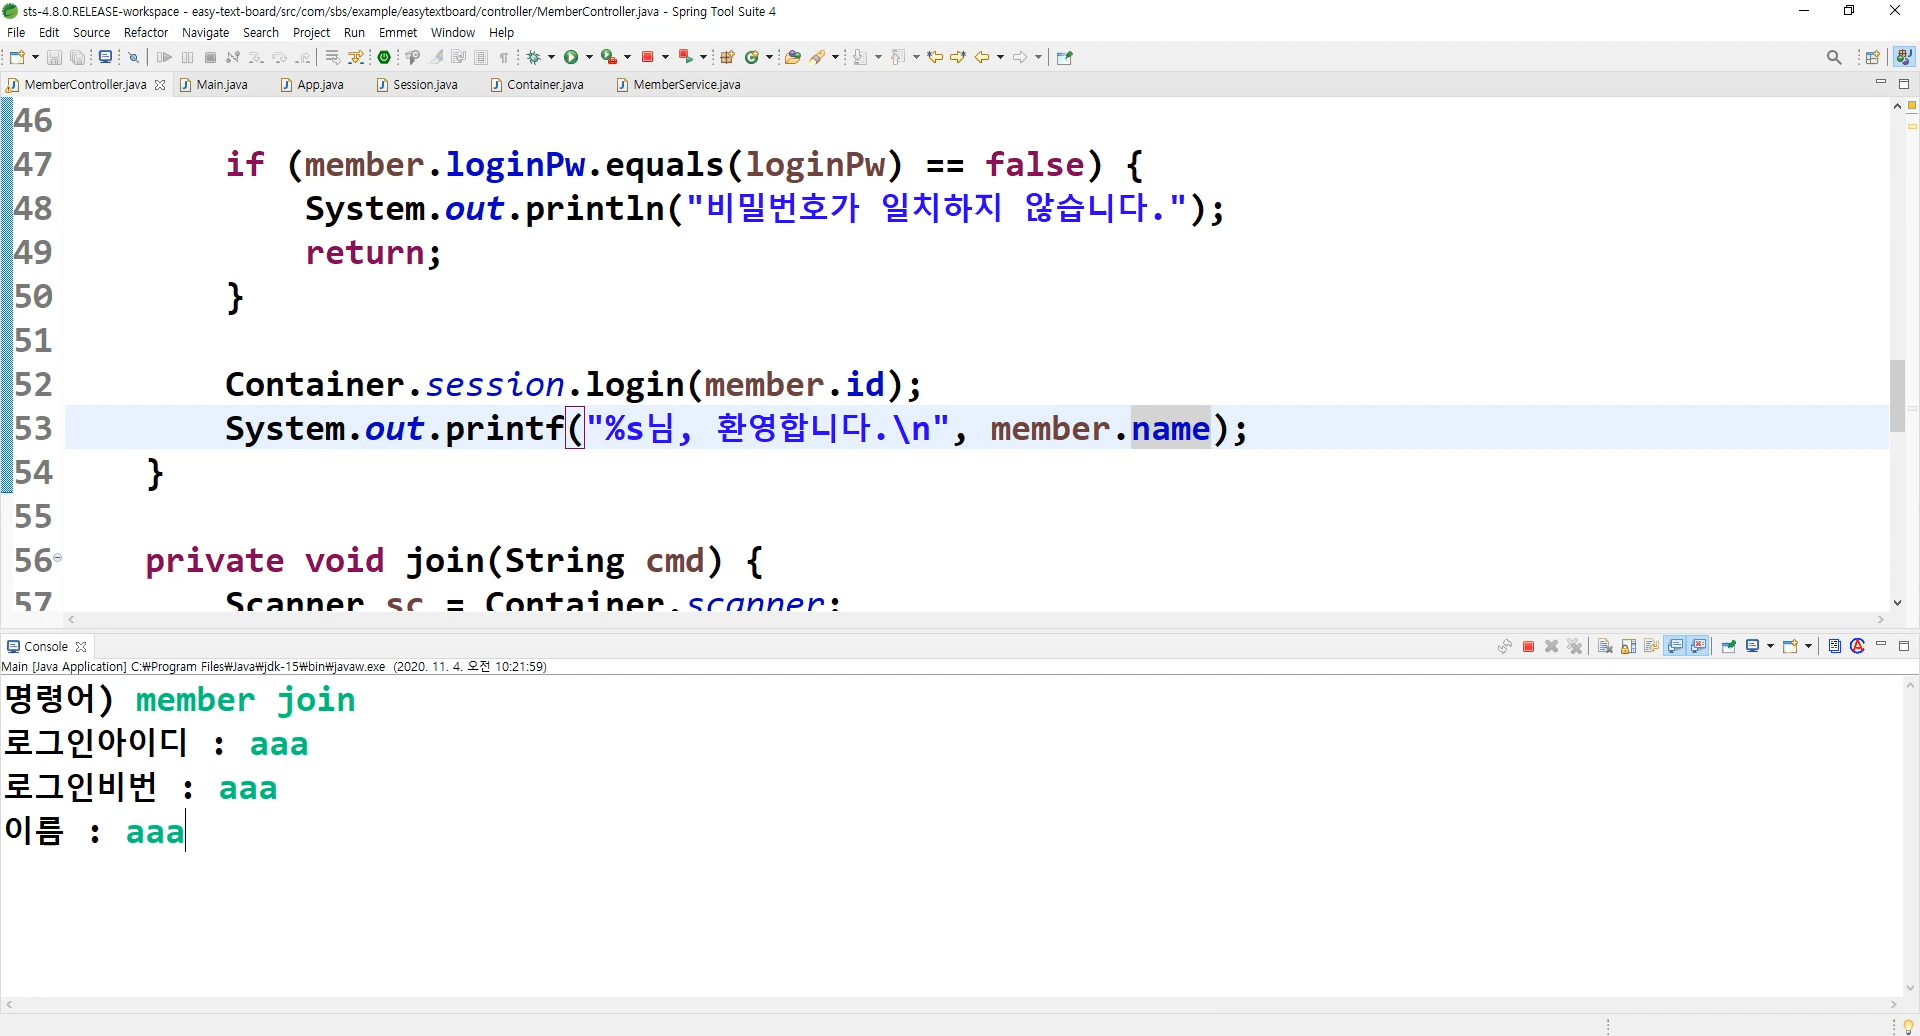 sts-4.8.0.RELEASE-workspace - easy-text-board/src/com/sbs/example/easytextboard/controller/MemberController.java - Spring Tool Suite 4
File Edit Source Refactor Navigate Search Project Run Emmet Window Help
MemberController.java Main.java App.java Session.java Container.java MemberService.java
46
47 if (member.loginPw.equals(loginPw) == false) {
48 System.out.println("비밀번호가 일치하지 않습니다.");
49 return;
50 }
51
52 Container.session.login(member.id);
53 System.out.printf("%s님, 환영합니다.\n", member.name);
54 }
55
56 private void join(String cmd) {
57 Scanner sc = Container.scanner;
Console
Main [Java Application] C:₩Program Files₩Java₩jdk-15₩bin₩javaw.exe (2020. 11. 4. 오전 10:21:59)
명령어) member join
로그인아이디 : aaa
로그인비번 : aaa
이름 : aaa